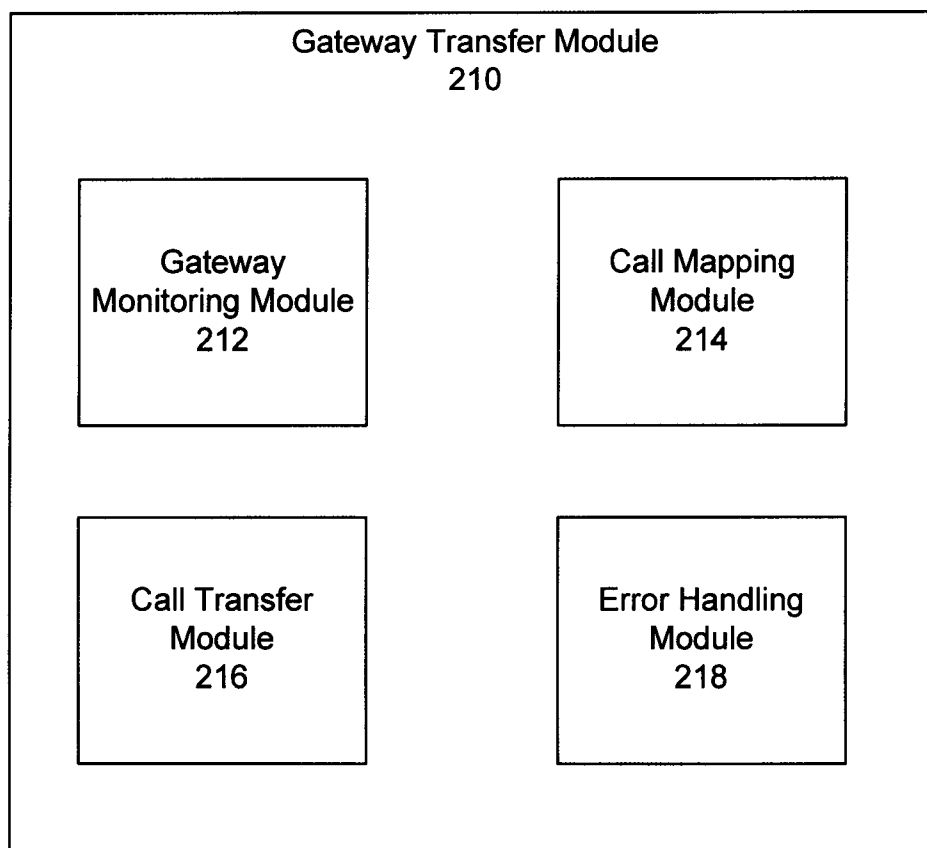 Gateway Transfer Module
210
Gateway
Monitoring Module
212
Call Mapping
Module
214
Call Transfer
Module
216
Error Handling
Module
218